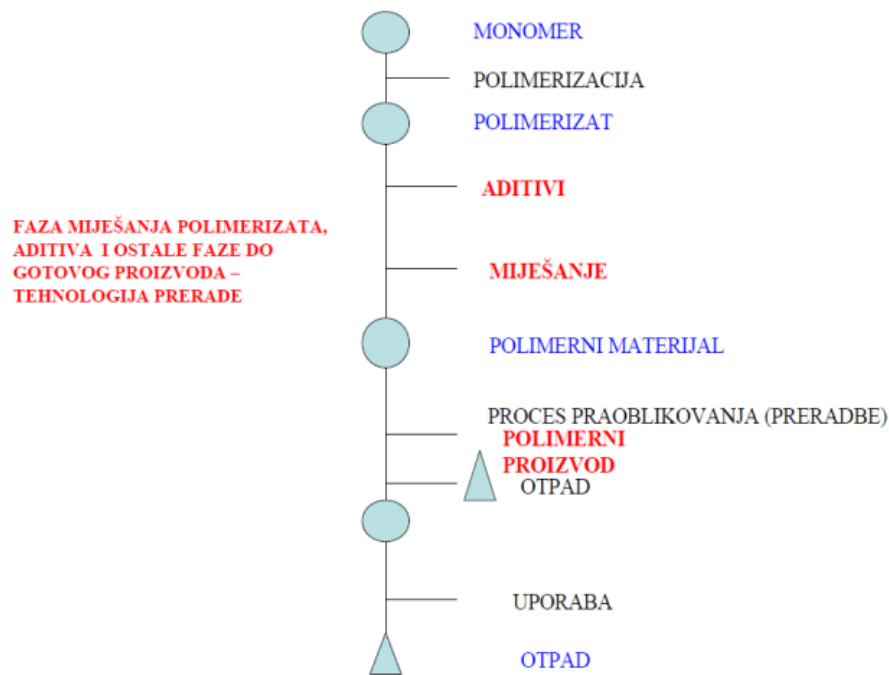 MONOMER
POLIMERIZACIJA
POLIMERIZAT
ADITIVI
FAZA MIJEŠANJA POLIMERIZATA,
ADITIVA I OSTALE FAZE DO
GOTOVOG PROIZVODA –
TEHNOLOGIJA PRERADE
MIJEŠANJE
POLIMERNI MATERIJAL
PROCES PRAOBLIKOVANJA (PRERADBE)
POLIMERNI
PROIZVOD
OTPAD
UPORABA
OTPAD